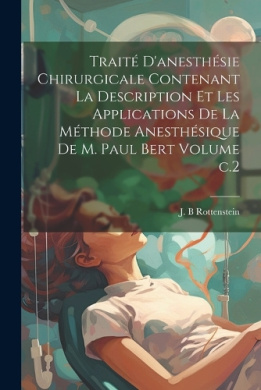 Traité D'anesthésie
Chirurgicale Contenant
La Description Et Les
Applications De La
Méthode Anesthésique
De M. Paul Bert Volume
c.2
J. B Rottenstein